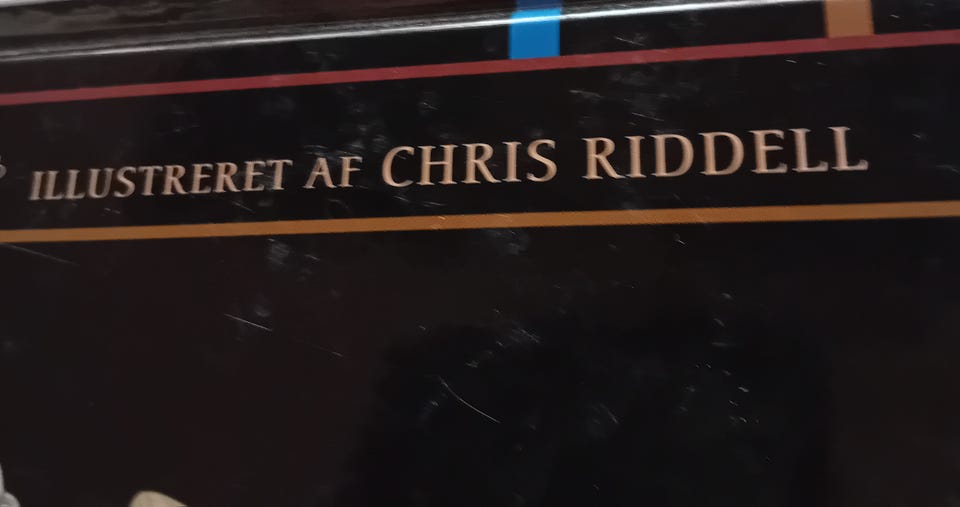 ILLUSTRERET AF CHRIS RIDDELL